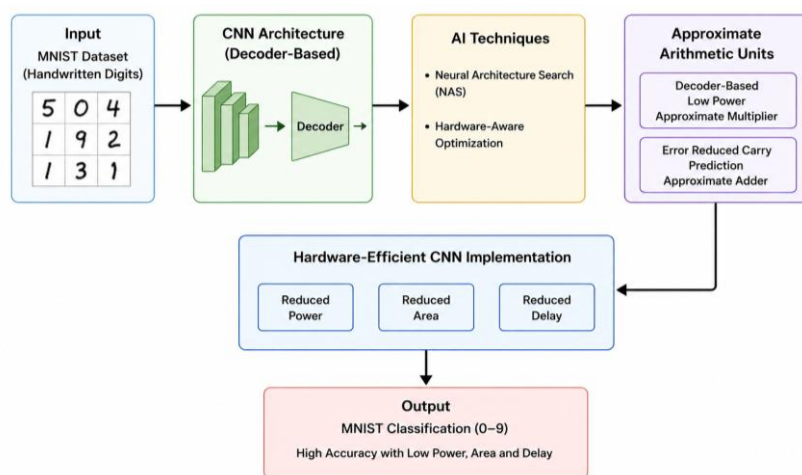 Input
MNIST Dataset
(Handwritten Digits)
5 0 4
1 9 2
1 3 1
CNN Architecture
(Decoder-Based)
Decoder
AI Techniques
• Neural Architecture Search
(NAS)
• Hardware-Aware
Optimization
Approximate
Arithmetic Units
Decoder-Based
Low Power
Approximate Multiplier
Error Reduced Carry
Prediction
Approximate Adder
Hardware-Efficient CNN Implementation
Reduced
Power
Reduced
Area
Reduced
Delay
Output
MNIST Classification (0–9)
High Accuracy with Low Power, Area and Delay